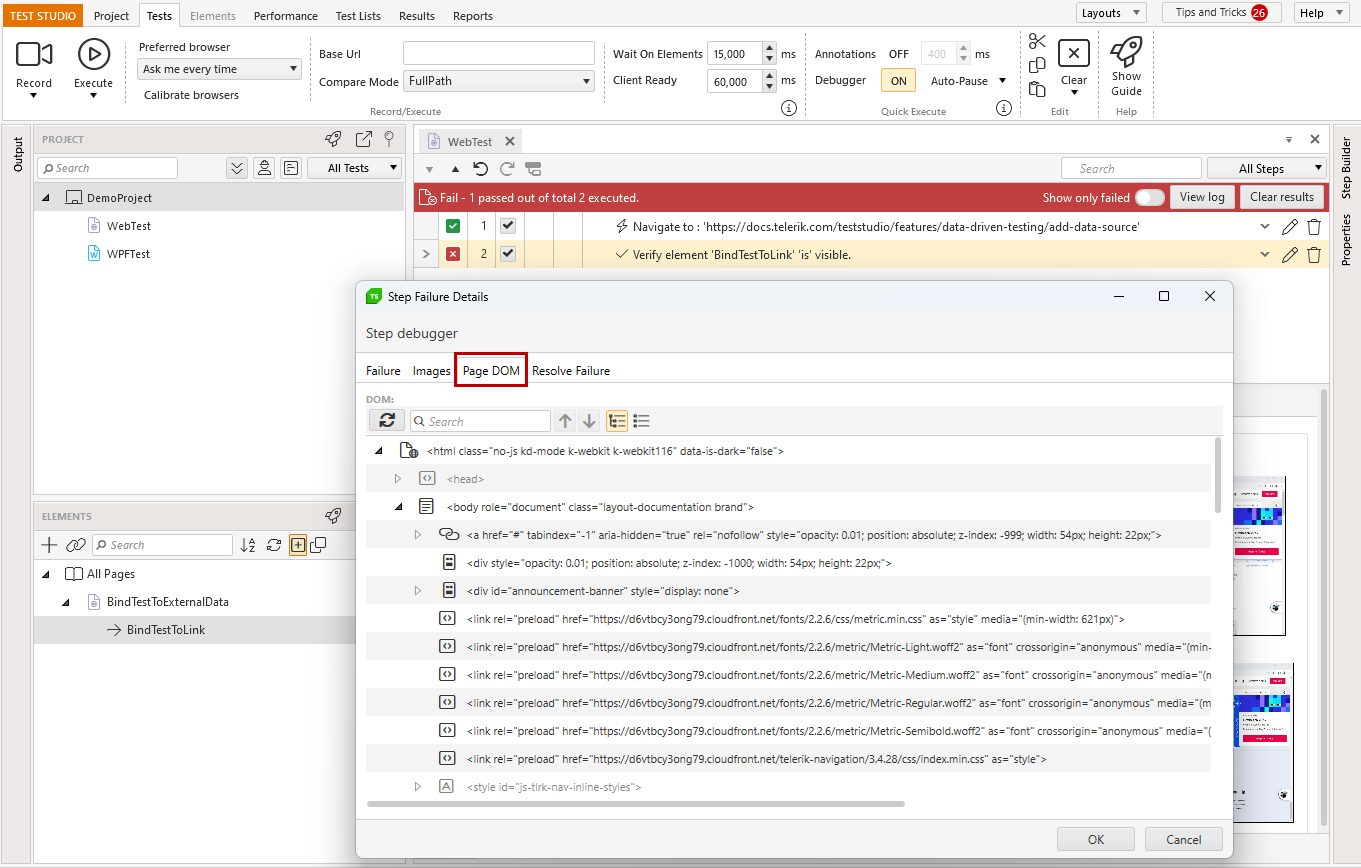 TEST STUDIO Project Tests Elements Performance Test Lists Results Reports Layouts Tips and Tricks 26 Help
Record
Execute
Preferred browser
Ask me every time
Calibrate browsers
Base Url
Compare Mode FullPath
Record/Execute
Wait On Elements 15,000 ms
Client Ready 60,000 ms
Annotations OFF 400 ms
Debugger ON Auto-Pause
Quick Execute
Clear
Edit
Show
Guide
Help
Output
PROJECT
Search All Tests
DemoProject
WebTest
WPFTest
ELEMENTS
Search
All Pages
BindTestToExternalData
BindTestToLink
WebTest
Search All Steps
Fail - 1 passed out of total 2 executed. Show only failed View log Clear results
1 Navigate to : 'https://docs.telerik.com/teststudio/features/data-driven-testing/add-data-source'
2 Verify element 'BindTestToLink' 'is' visible.
Step Builder
Properties
TS Step Failure Details
Step debugger
Failure Images Page DOM Resolve Failure
DOM:
Search
<html class="no-js kd-mode k-webkit k-webkit116" data-is-dark="false">
<head>
<body role="document" class="layout-documentation brand">
<a href="#" tabindex="-1" aria-hidden="true" rel="nofollow" style="opacity: 0.01; position: absolute; z-index: -999; width: 54px; height: 22px;">
<div style="opacity: 0.01; position: absolute; z-index: -1000; width: 54px; height: 22px;">
<div id="announcement-banner" style="display: none">
<link rel="preload" href="https://d6vtbcy3ong79.cloudfront.net/fonts/2.2.6/css/metric.min.css" as="style" media="(min-width: 621px)">
<link rel="preload" href="https://d6vtbcy3ong79.cloudfront.net/fonts/2.2.6/metric/Metric-Light.woff2" as="font" crossorigin="anonymous" media="(min-
<link rel="preload" href="https://d6vtbcy3ong79.cloudfront.net/fonts/2.2.6/metric/Metric-Medium.woff2" as="font" crossorigin="anonymous" media="(m
<link rel="preload" href="https://d6vtbcy3ong79.cloudfront.net/fonts/2.2.6/metric/Metric-Regular.woff2" as="font" crossorigin="anonymous" media="(m
<link rel="preload" href="https://d6vtbcy3ong79.cloudfront.net/fonts/2.2.6/metric/Metric-Semibold.woff2" as="font" crossorigin="anonymous" media="(
<link rel="preload" href="https://d6vtbcy3ong79.cloudfront.net/telerik-navigation/3.4.28/css/index.min.css" as="style">
<style id="js-tlrk-nav-inline-styles">
OK Cancel